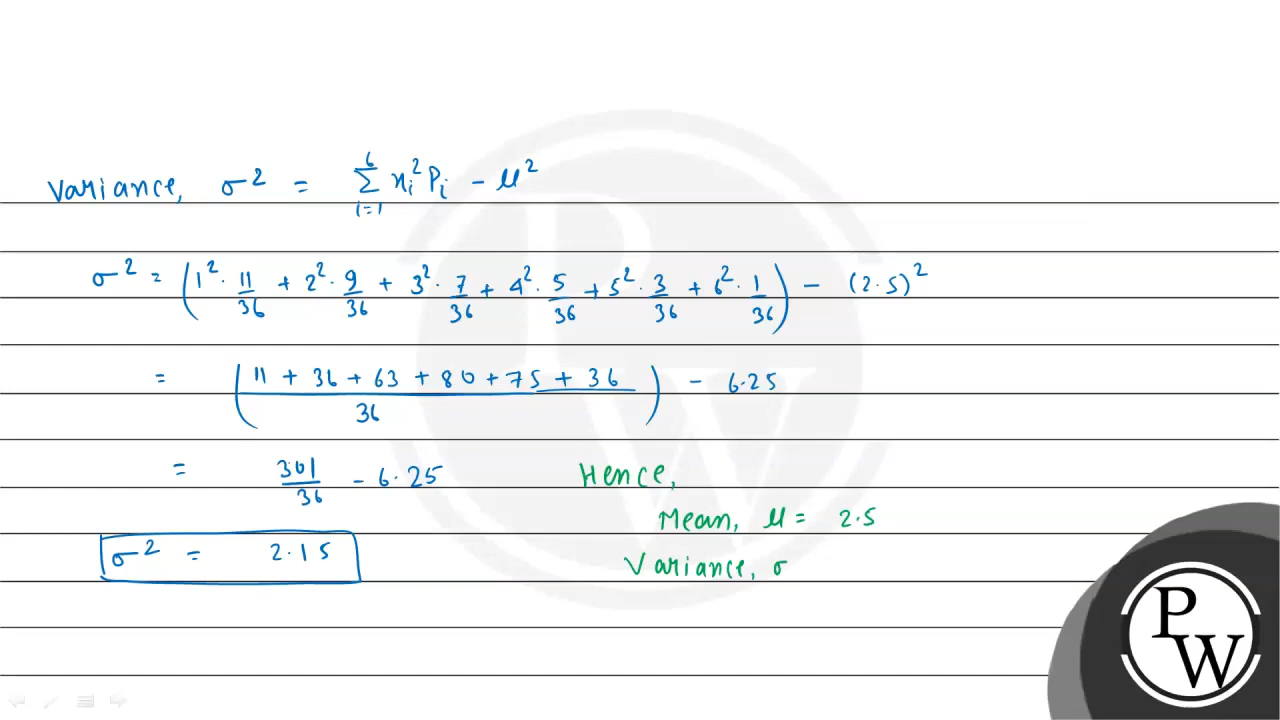 Variance, σ² = Σ_{i=1}^{6} xᵢ² Pᵢ − μ²
σ² = (1² · 11/36 + 2² · 9/36 + 3² · 7/36 + 4² · 5/36 + 5² · 3/36 + 6² · 1/36) − (2.5)²
= ((11 + 36 + 63 + 80 + 75 + 36)/36) − 6.25
= 301/36 − 6.25
σ² = 2.15
Hence,
Mean, μ = 2.5
Variance, σ
PW
PW